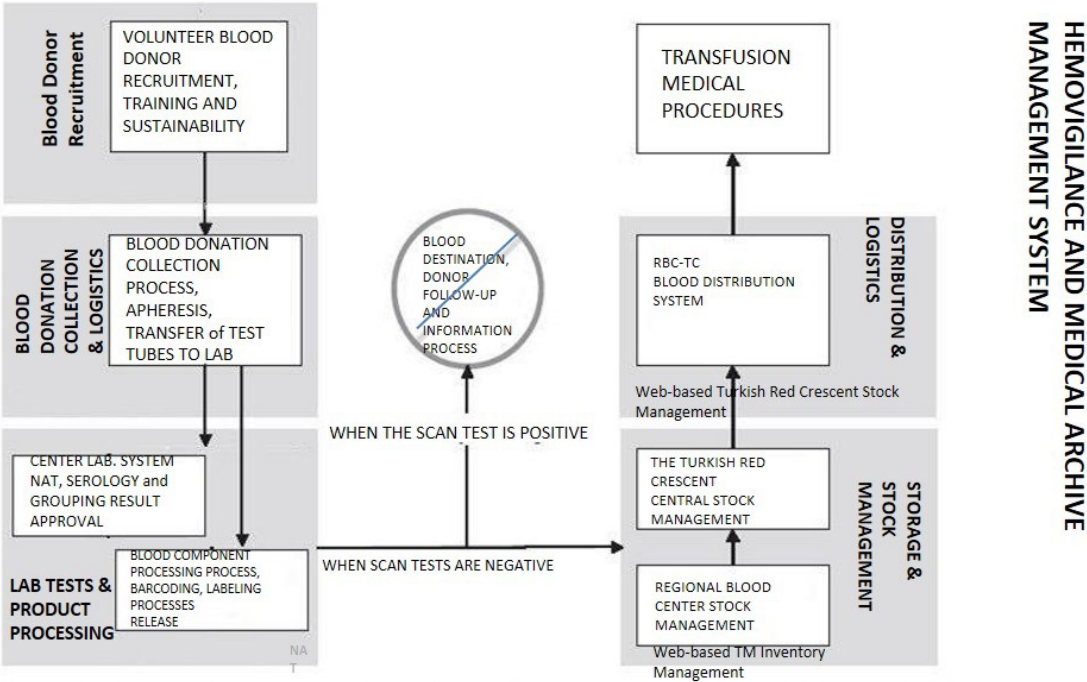 Blood Donor
Recruitment
VOLUNTEER BLOOD
DONOR
RECRUITMENT,
TRAINING AND
SUSTAINABILITY
BLOOD
DONATION
COLLECTION
& LOGISTICS
BLOOD DONATION
COLLECTION
PROCESS,
APHERESIS,
TRANSFER of TEST
TUBES TO LAB
CENTER LAB. SYSTEM
NAT, SEROLOGY and
GROUPING RESULT
APPROVAL
BLOOD COMPONENT
PROCESSING PROCESS,
BARCODING, LABELING
PROCESSES
RELEASE
LAB TESTS &
PRODUCT
PROCESSING
NA
T
BLOOD
DESTINATION,
DONOR
FOLLOW-UP
AND
INFORMATION
PROCESS
WHEN THE SCAN TEST IS POSITIVE
WHEN SCAN TESTS ARE NEGATIVE
TRANSFUSION
MEDICAL
PROCEDURES
RBC-TC
BLOOD DISTRIBUTION
SYSTEM
DISTRIBUTION &
LOGISTICS
Web-based Turkish Red Crescent Stock
Management
THE TURKISH RED
CRESCENT
CENTRAL STOCK
MANAGEMENT
REGIONAL BLOOD
CENTER STOCK
MANAGEMENT
STORAGE &
STOCK
MANAGEMENT
Web-based TM Inventory
Management
HEMOVIGILANCE AND MEDICAL ARCHIVE
MANAGEMENT SYSTEM